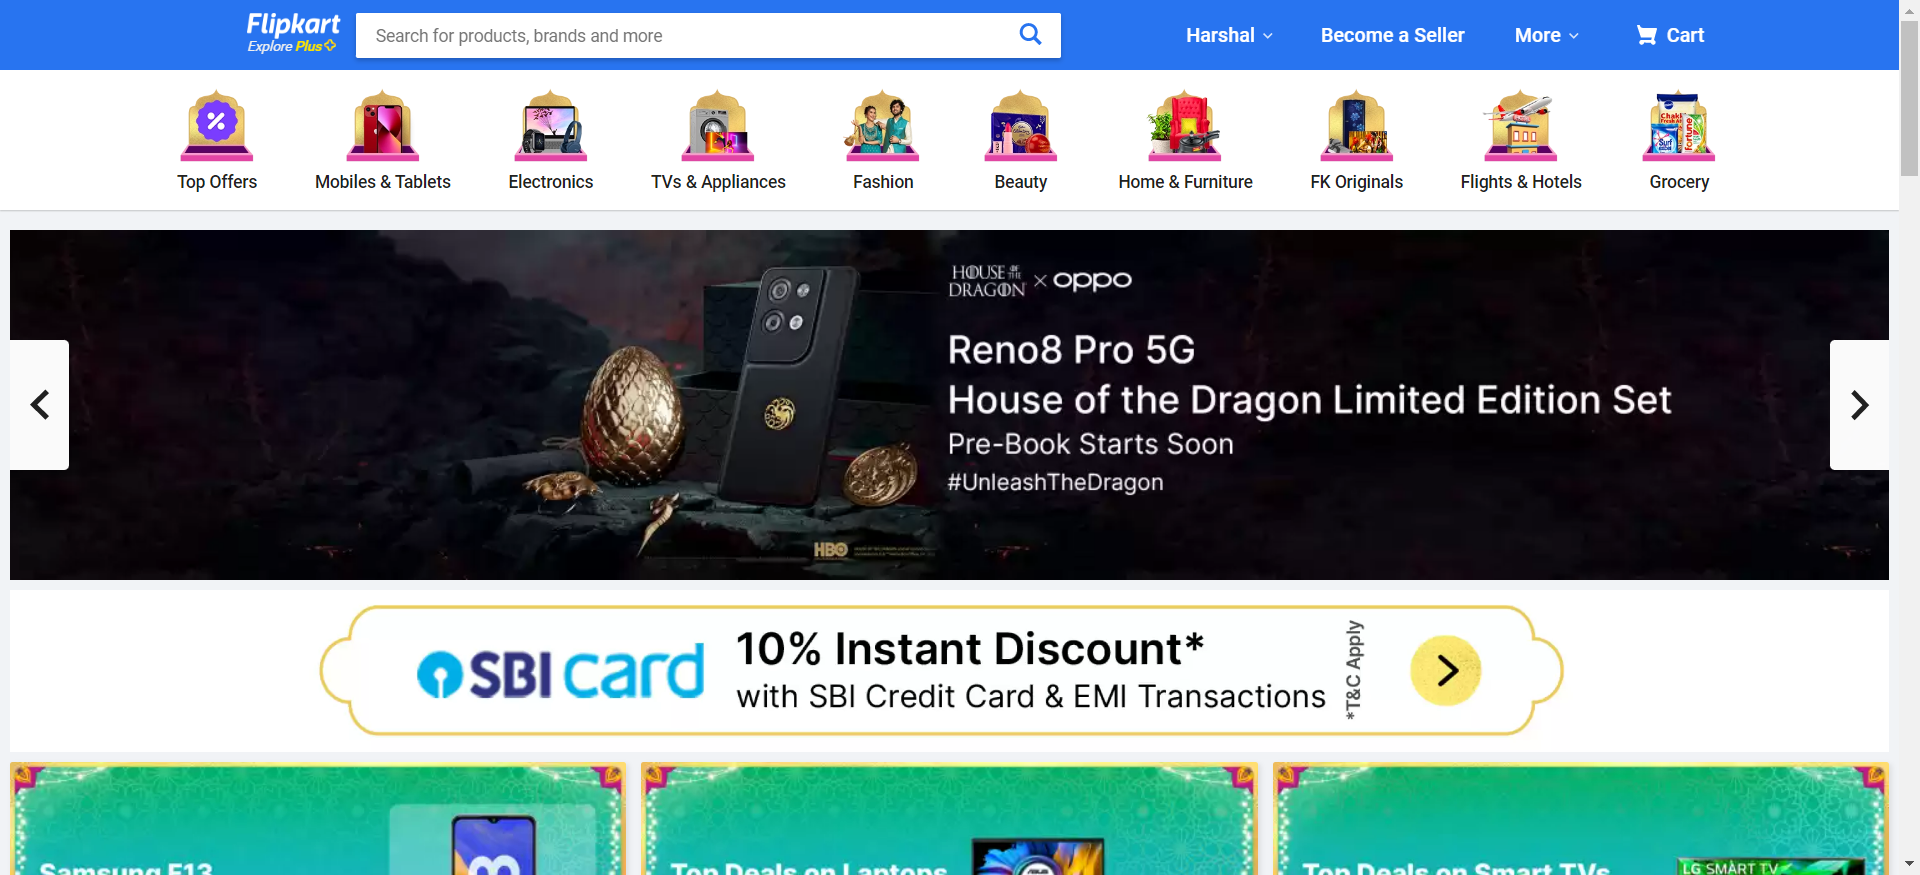 Flipkart
Explore Plus
Search for products, brands and more
Harshal
Become a Seller
More
Cart
Top Offers
Mobiles & Tablets
Electronics
TVs & Appliances
Fashion
Beauty
Home & Furniture
FK Originals
Flights & Hotels
Grocery
HOUSE OF THE DRAGON × oppo
Reno8 Pro 5G
House of the Dragon Limited Edition Set
Pre-Book Starts Soon
#UnleashTheDragon
HBO
SBI card
10% Instant Discount*
with SBI Credit Card & EMI Transactions
*T&C Apply
Samsung F13
Top Deals on Laptops
Top Deals on Smart TVs
LG SMART TV